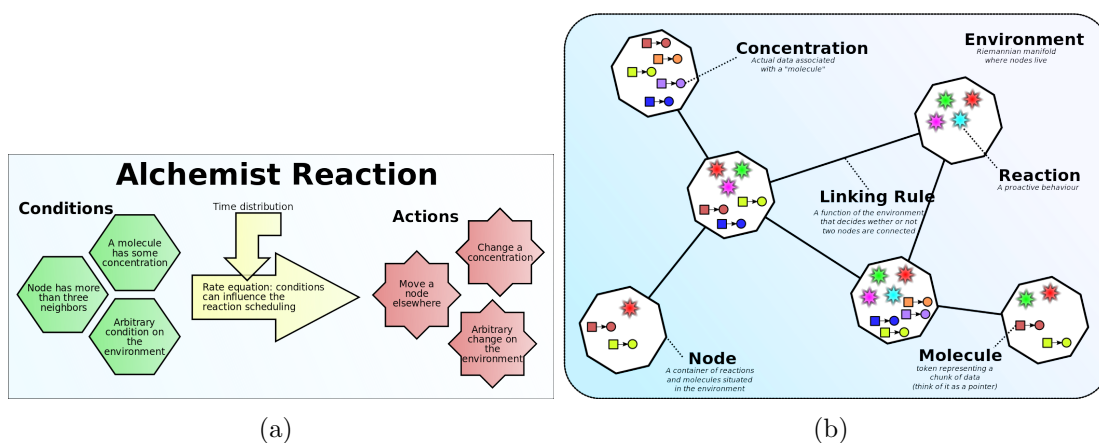 Alchemist Reaction
Conditions
A molecule
has some
concentration
Node has more
than three
neighbors
Arbitrary
condition on
the
environment
Time distribution
Rate equation: conditions
can influence the
reaction scheduling
Actions
Change a
concentration
Move a
node
elsewhere
Arbitrary
change on
the
environment
(a)
Concentration
Actual data associated
with a "molecule"
Environment
Riemannian manifold
where nodes live
Reaction
A proactive behaviour
Linking Rule
A function of the environment
that decides wether or not
two nodes are connected
Node
A container of reactions
and molecules situated
in the environment
Molecule
token representing a
chunk of data
(think of it as a pointer)
(b)